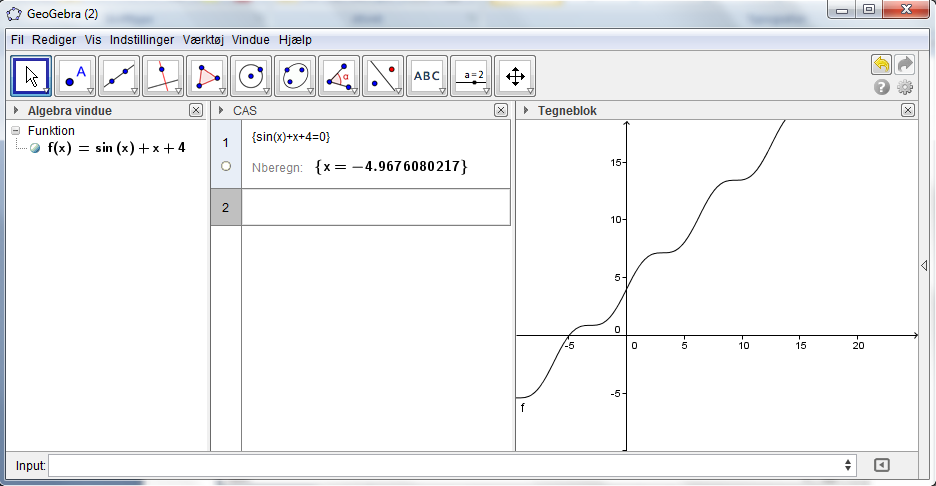 GeoGebra (2)
Fil Rediger Vis Indstillinger Værktøj Vindue Hjælp
A
α
ABC
a=2
Algebra vindue
Funktion
f(x) = sin (x) + x + 4
CAS
1
{sin(x)+x+4=0}
Nberegn: {x = −4.9676080217}
2
Tegneblok
15
10
5
0
-5
-5 0 5 10 15 20
f
Input: